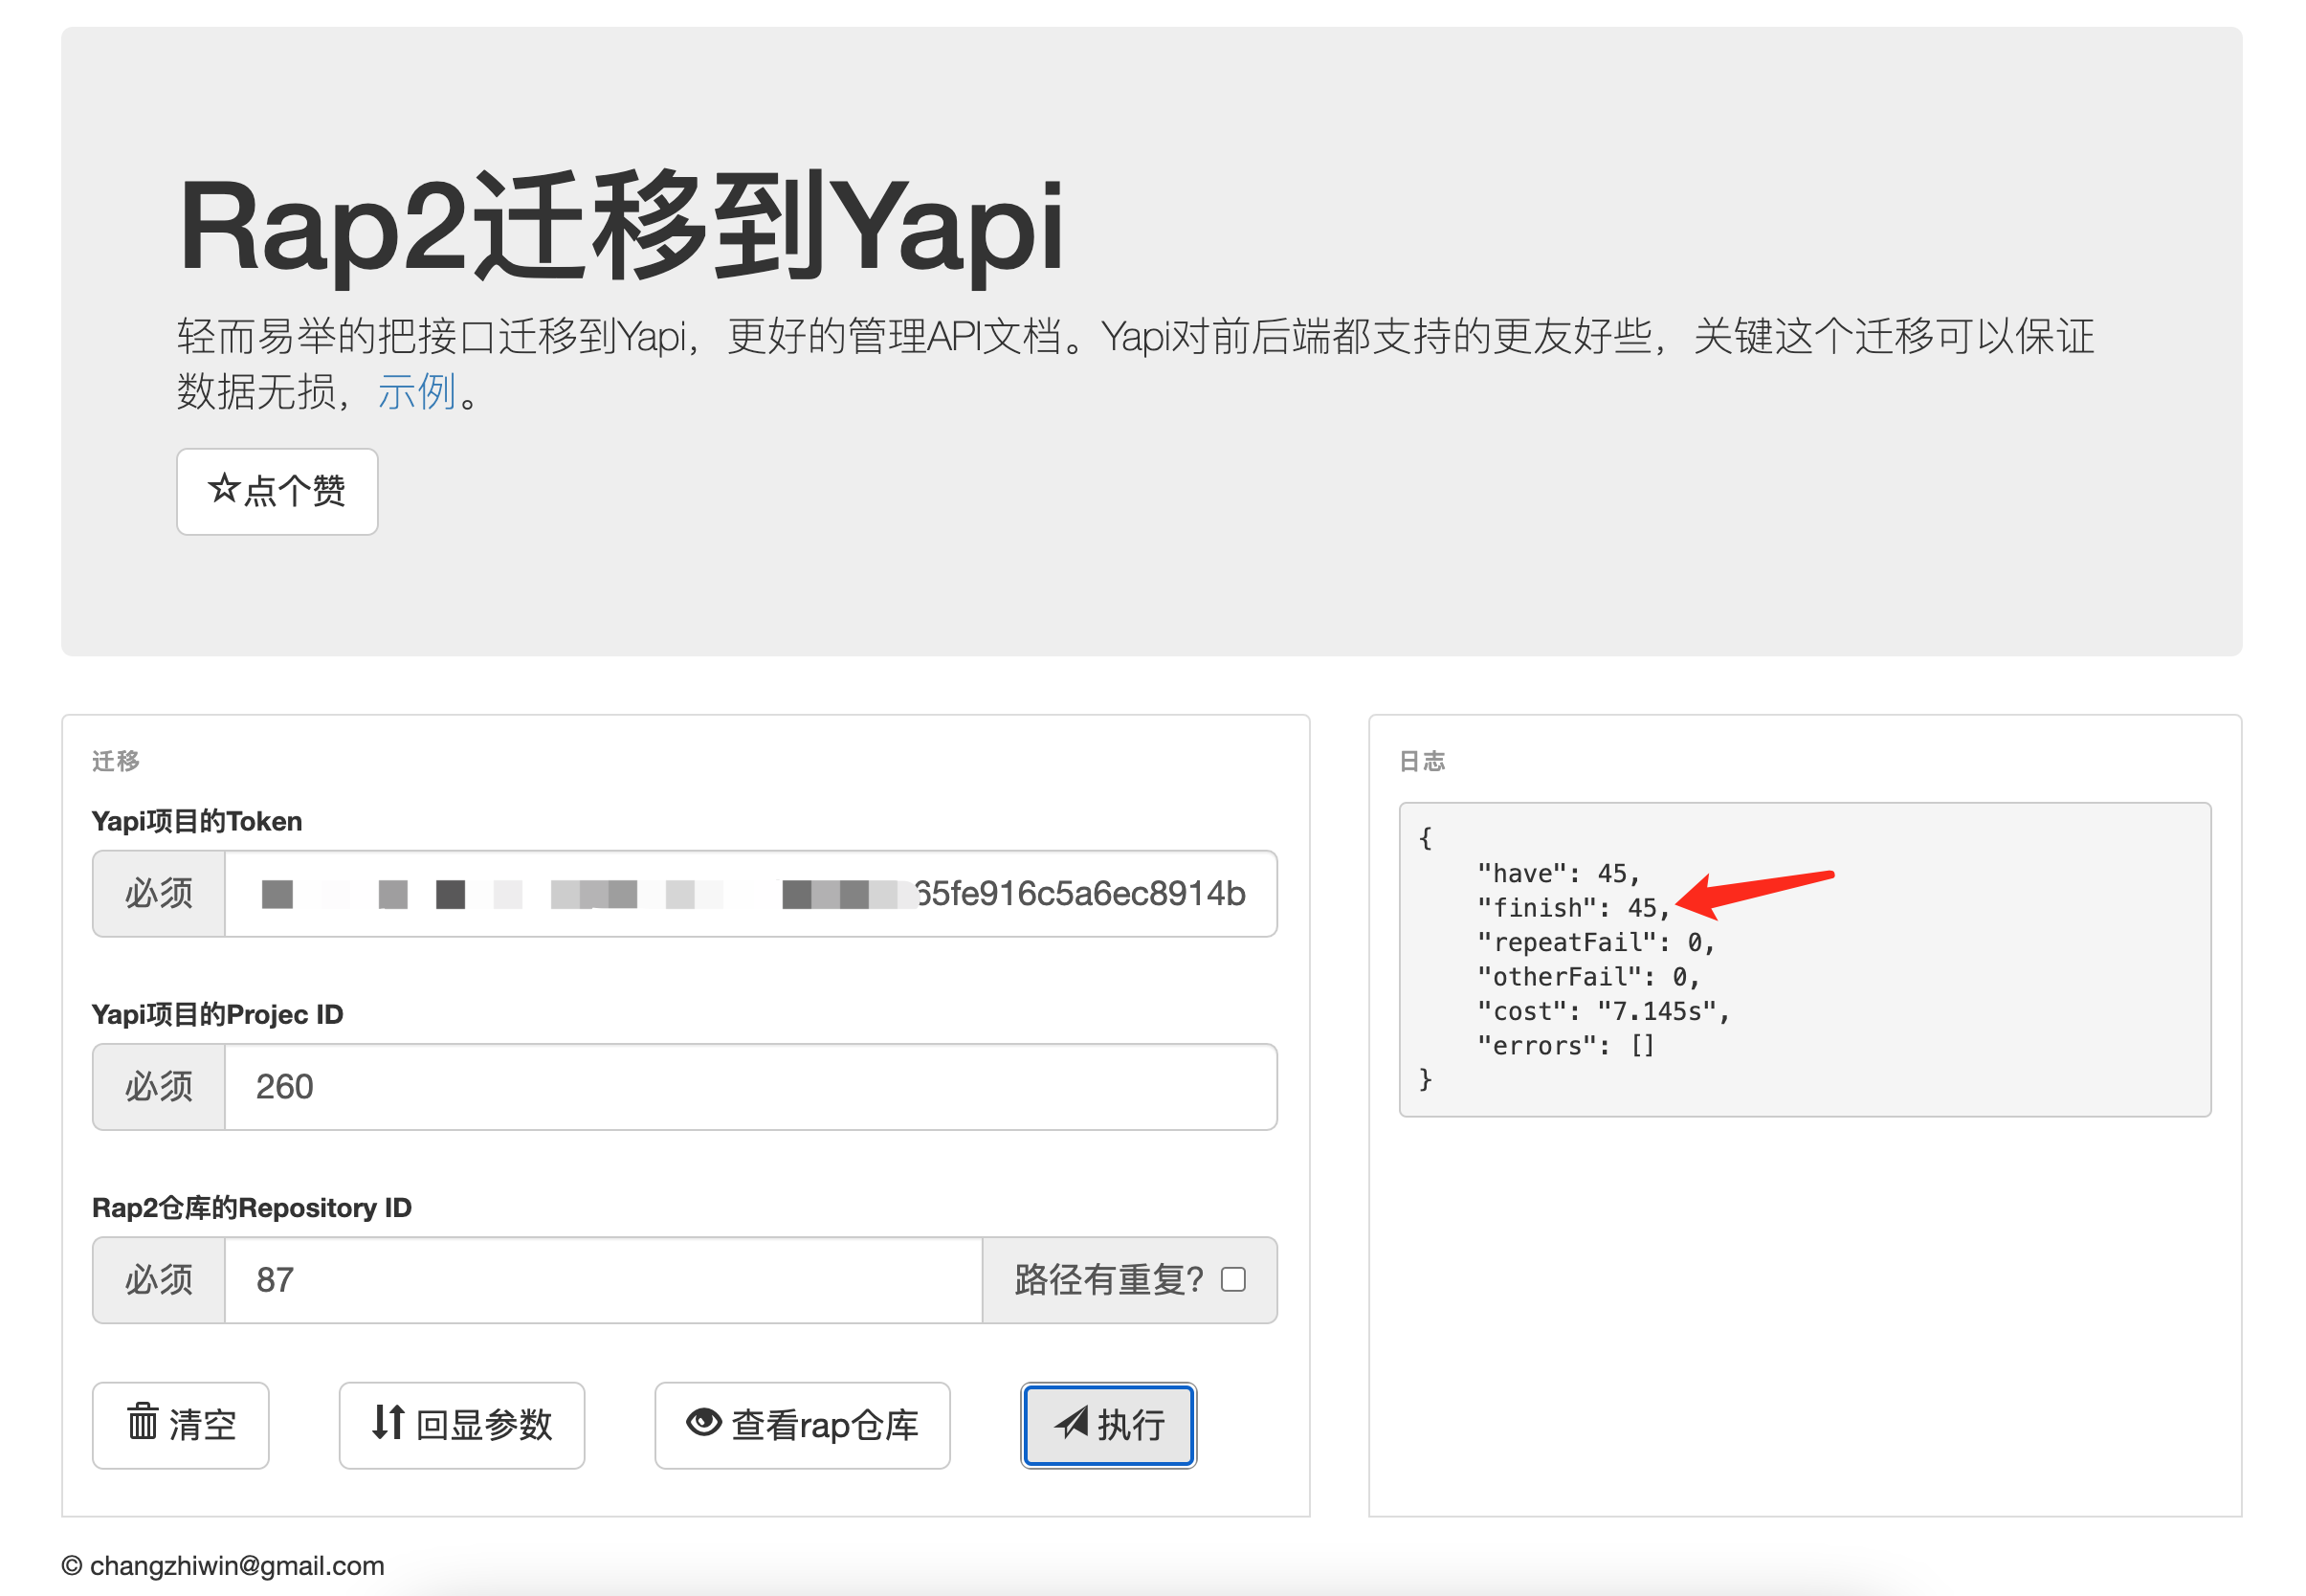 Rap2迁移到Yapi
轻而易举的把接口迁移到Yapi，更好的管理API文档。Yapi对前后端都支持的更友好些，关键这个迁移可以保证
数据无损，示例。
☆点个赞
迁移
Yapi项目的Token
必须 65fe916c5a6ec8914b
Yapi项目的Projec ID
必须 260
Rap2仓库的Repository ID
必须 87 路径有重复?
清空 回显参数 查看rap仓库 执行
日志
{
"have": 45,
"finish": 45,
"repeatFail": 0,
"otherFail": 0,
"cost": "7.145s",
"errors": []
}
© changzhiwin@gmail.com